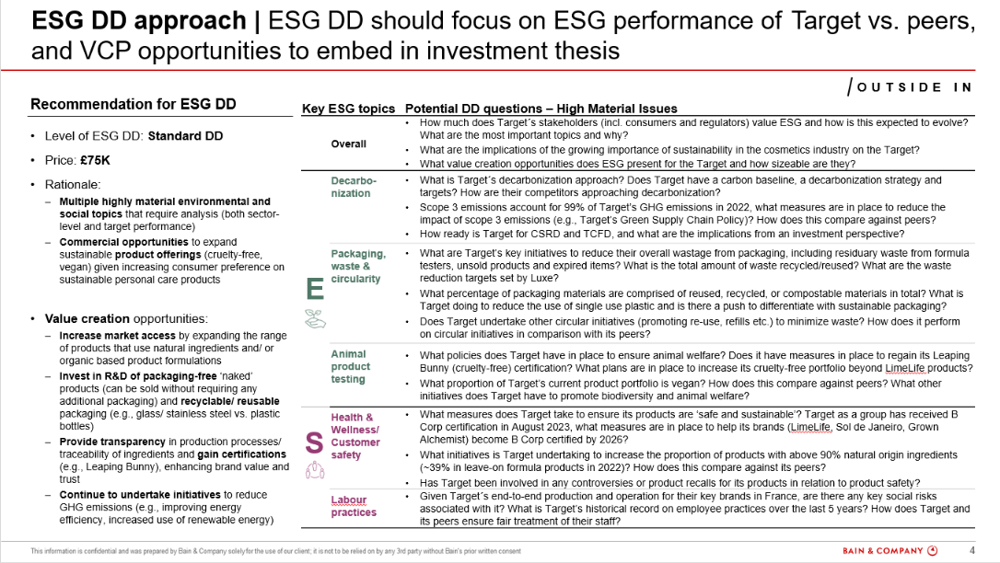 ESG DD approach | ESG DD should focus on ESG performance of Target vs. peers,
and VCP opportunities to embed in investment thesis
/OUTSIDE IN
Recommendation for ESG DD
• Level of ESG DD: Standard DD
• Price: £75K
• Rationale:
– Multiple highly material environmental and
social topics that require analysis (both sector-
level and target performance)
– Commercial opportunities to expand
sustainable product offerings (cruelty-free,
vegan) given increasing consumer preference on
sustainable personal care products
• Value creation opportunities:
– Increase market access by expanding the range
of products that use natural ingredients and/ or
organic based product formulations
– Invest in R&D of packaging-free ‘naked’
products (can be sold without requiring any
additional packaging) and recyclable/ reusable
packaging (e.g., glass/ stainless steel vs. plastic
bottles)
– Provide transparency in production processes/
traceability of ingredients and gain certifications
(e.g., Leaping Bunny), enhancing brand value and
trust
– Continue to undertake initiatives to reduce
GHG emissions (e.g., improving energy
efficiency, increased use of renewable energy)
Key ESG topics Potential DD questions – High Material Issues
Overall
• How much does Target´s stakeholders (incl. consumers and regulators) value ESG and how is this expected to evolve?
What are the most important topics and why?
• What are the implications of the growing importance of sustainability in the cosmetics industry on the Target?
• What value creation opportunities does ESG present for the Target and how sizeable are they?
E
Decarbo-
nization
• What is Target´s decarbonization approach? Does Target have a carbon baseline, a decarbonization strategy and
targets? How are their competitors approaching decarbonization?
• Scope 3 emissions account for 99% of Target’s GHG emissions in 2022, what measures are in place to reduce the
impact of scope 3 emissions (e.g., Target’s Green Supply Chain Policy)? How does this compare against peers?
• How ready is Target for CSRD and TCFD, and what are the implications from an investment perspective?
Packaging,
waste &
circularity
• What are Target’s key initiatives to reduce their overall wastage from packaging, including residuary waste from formula
testers, unsold products and expired items? What is the total amount of waste recycled/reused? What are the waste
reduction targets set by Luxe?
• What percentage of packaging materials are comprised of reused, recycled, or compostable materials in total? What is
Target doing to reduce the use of single use plastic and is there a push to differentiate with sustainable packaging?
• Does Target undertake other circular initiatives (promoting re-use, refills etc.) to minimize waste? How does it perform
on circular initiatives in comparison with its peers?
Animal
product
testing
• What policies does Target have in place to ensure animal welfare? Does it have measures in place to regain its Leaping
Bunny (cruelty-free) certification? What plans are in place to increase its cruelty-free portfolio beyond LimeLife products?
• What proportion of Target’s current product portfolio is vegan? How does this compare against peers? What other
initiatives does Target have to promote biodiversity and animal welfare?
S
Health &
Wellness/
Customer
safety
• What measures does Target take to ensure its products are ‘safe and sustainable’? Target as a group has received B
Corp certification in August 2023, what measures are in place to help its brands (LimeLife, Sol de Janeiro, Grown
Alchemist) become B Corp certified by 2026?
• What initiatives is Target undertaking to increase the proportion of products with above 90% natural origin ingredients
(~39% in leave-on formula products in 2022)? How does this compare against its peers?
• Has Target been involved in any controversies or product recalls for its products in relation to product safety?
Labour
practices
• Given Target´s end-to-end production and operation for their key brands in France, are there any key social risks
associated with it? What is Target’s historical record on employee practices over the last 5 years? How does Target and
its peers ensure fair treatment of their staff?
This information is confidential and was prepared by Bain & Company solely for the use of our client; it is not to be relied on by any 3rd party without Bain's prior written consent
BAIN & COMPANY
4